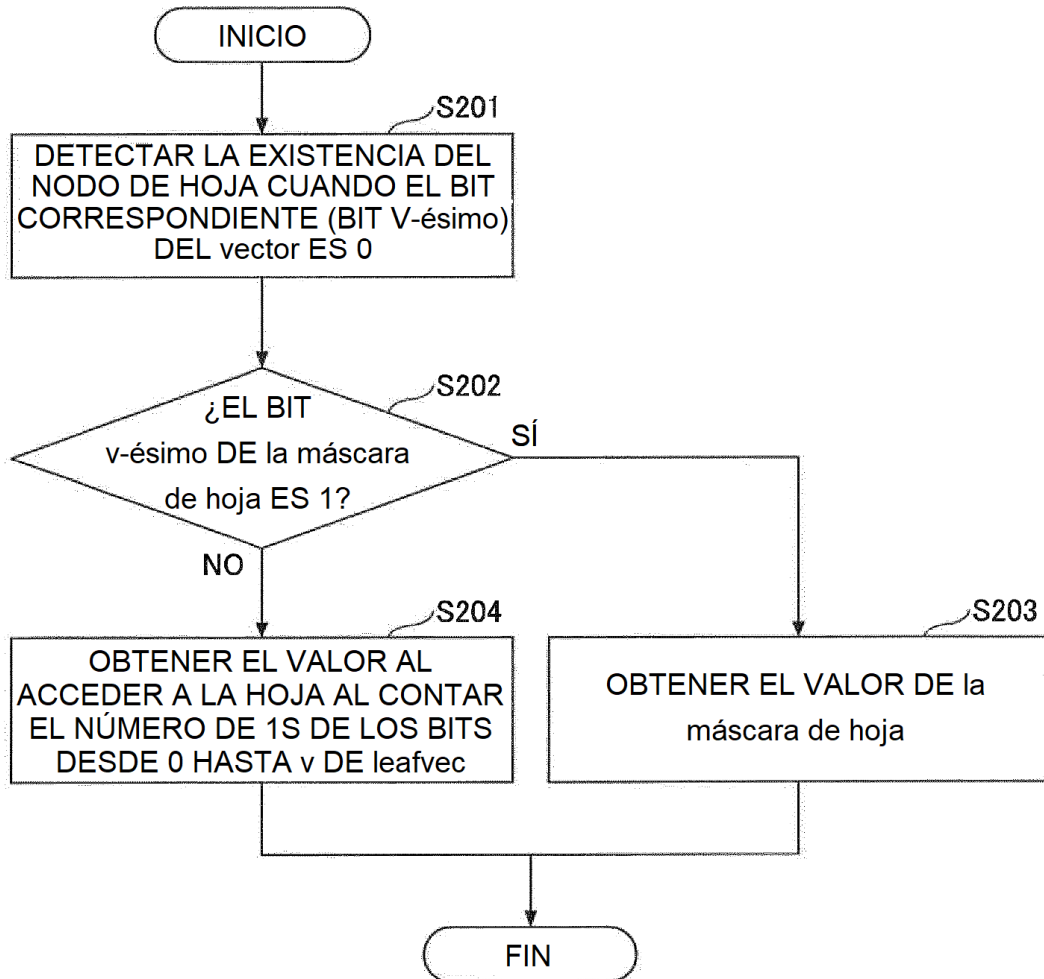 INICIO
S201
DETECTAR LA EXISTENCIA DEL
NODO DE HOJA CUANDO EL BIT
CORRESPONDIENTE (BIT V-ésimo)
DEL vector ES 0
S202
¿EL BIT
v-ésimo DE la máscara
de hoja ES 1?
SÍ
NO
S204
OBTENER EL VALOR AL
ACCEDER A LA HOJA AL CONTAR
EL NÚMERO DE 1S DE LOS BITS
DESDE 0 HASTA v DE leafvec
S203
OBTENER EL VALOR DE la
máscara de hoja
FIN